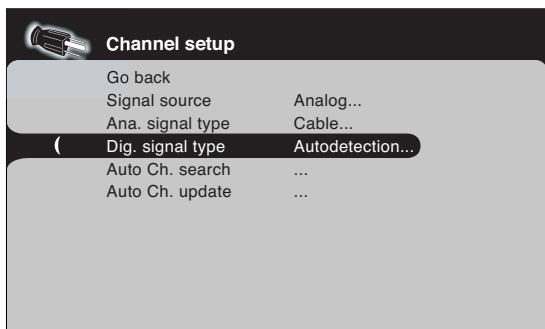 Channel setup
Go back
Signal source Analog...
Ana. signal type Cable...
Dig. signal type Autodetection...
Auto Ch. search ...
Auto Ch. update ...